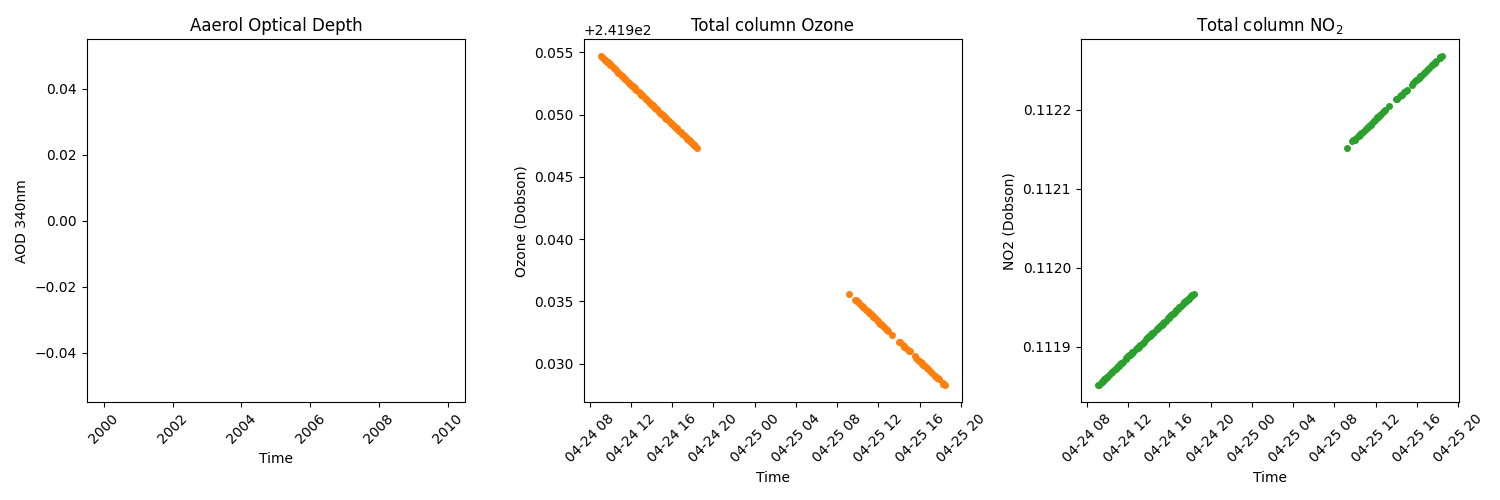 Aaerol Optical Depth
AOD 340nm
0.04
0.02
0.00
−0.02
−0.04
2000 2002 2004 2006 2008 2010
Time
Total column Ozone
+2.419e2
Ozone (Dobson)
0.055
0.050
0.045
0.040
0.035
0.030
04-24 08 04-24 12 04-24 16 04-24 20 04-25 00 04-25 04 04-25 08 04-25 12 04-25 16 04-25 20
Time
Total column NO₂
NO2 (Dobson)
0.1122
0.1121
0.1120
0.1119
04-24 08 04-24 12 04-24 16 04-24 20 04-25 00 04-25 04 04-25 08 04-25 12 04-25 16 04-25 20
Time